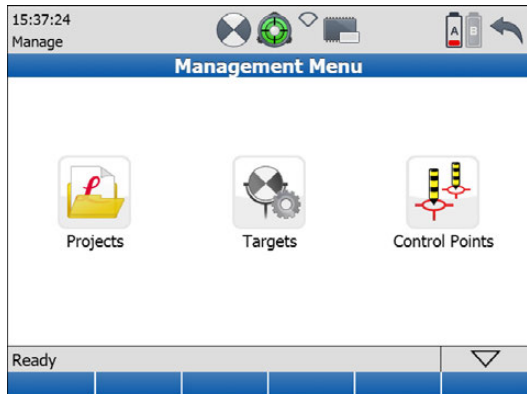 15:37:24
Manage
A
B
Management Menu
Projects
Targets
Control Points
Ready